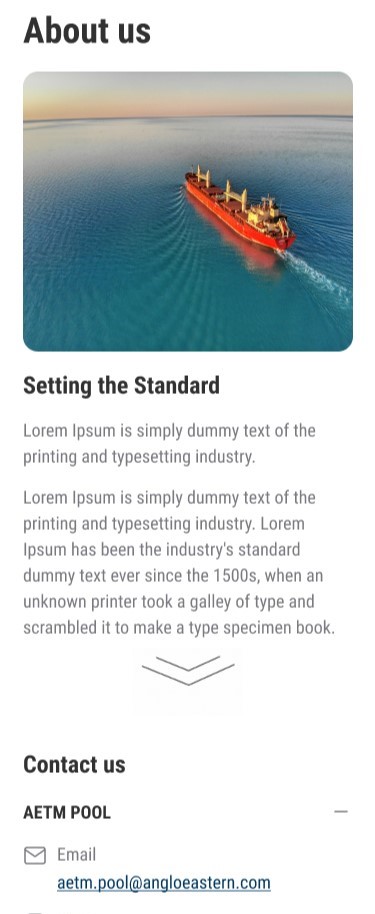 About us
Setting the Standard
Lorem Ipsum is simply dummy text of the
printing and typesetting industry.
Lorem Ipsum is simply dummy text of the
printing and typesetting industry. Lorem
Ipsum has been the industry's standard
dummy text ever since the 1500s, when an
unknown printer took a galley of type and
scrambled it to make a type specimen book.
Contact us
AETM POOL
Email
aetm.pool@angloeastern.com